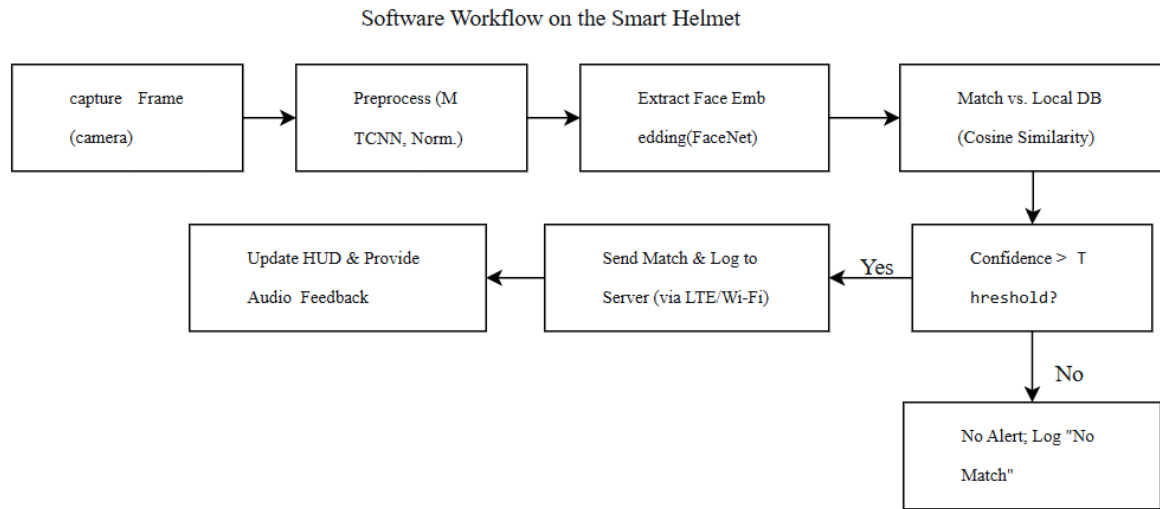 Software Workflow on the Smart Helmet
capture Frame
(camera)
Preprocess (M
TCNN, Norm.)
Extract Face Emb
edding(FaceNet)
Match vs. Local DB
(Cosine Similarity)
Update HUD & Provide
Audio Feedback
Send Match & Log to
Server (via LTE/Wi-Fi)
Yes
Confidence > T
hreshold?
No
No Alert; Log "No
Match"